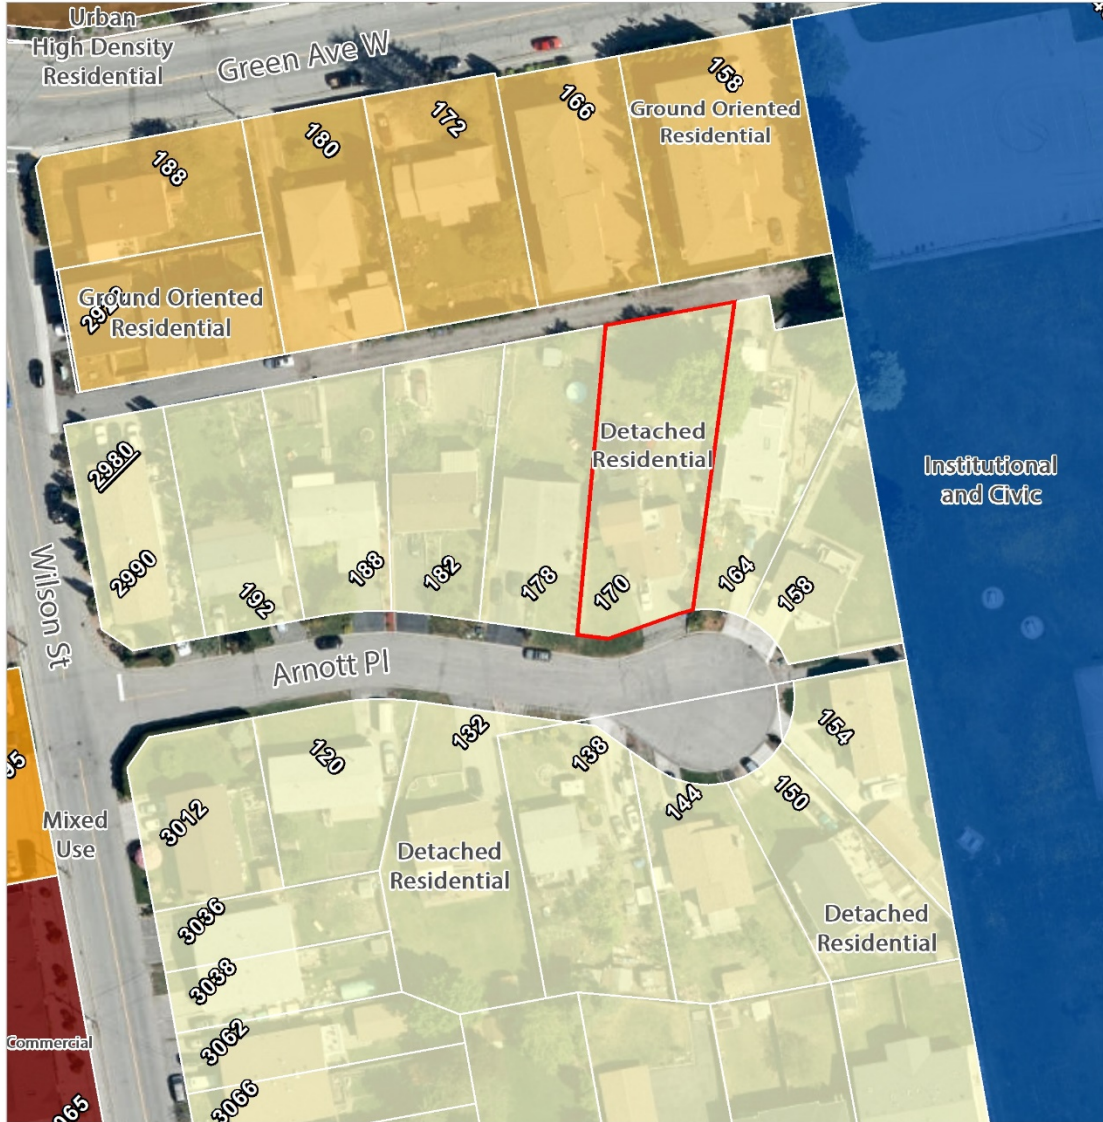 Urban
High Density
Residential
Green Ave W
188
180
172
166
158
Ground Oriented
Residential
Ground Oriented
Residential
2980
2990
192
188
182
178
170
164
158
Detached
Residential
Institutional
and Civic
Wilson St
Arnott Pl
120
132
138
144
150
154
3012
3036
3038
3062
3066
Mixed
Use
Detached
Residential
Detached
Residential
Commercial